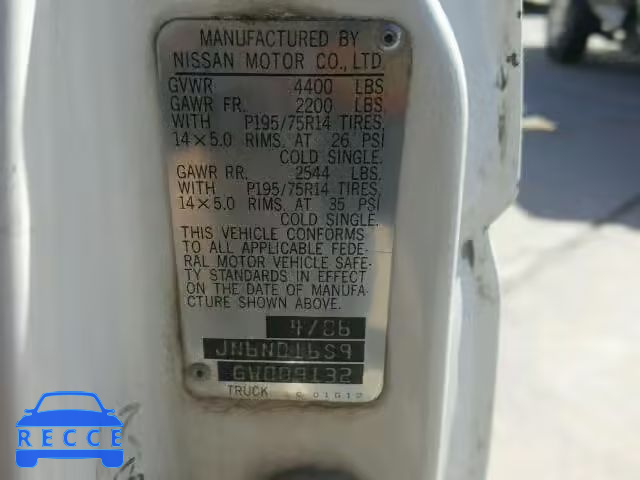 MANUFACTURED BY
NISSAN MOTOR CO., LTD
GVWR 4400 LBS
GAWR FR. 2200 LBS.
WITH P195/75R14 TIRES,
14×5.0 RIMS. AT 26 PSI
COLD SINGLE.
GAWR RR. 2544 LBS.
WITH P195/75R14 TIRES,
14×5.0 RIMS. AT 35 PSI
COLD SINGLE.
THIS VEHICLE CONFORMS
TO ALL APPLICABLE FEDE-
RAL MOTOR VEHICLE SAFE-
TY STANDARDS IN EFFECT
ON THE DATE OF MANUFA-
CTURE SHOWN ABOVE.
4/86
JN6ND16S9
GW009132
TRUCK 01G12
RECCE